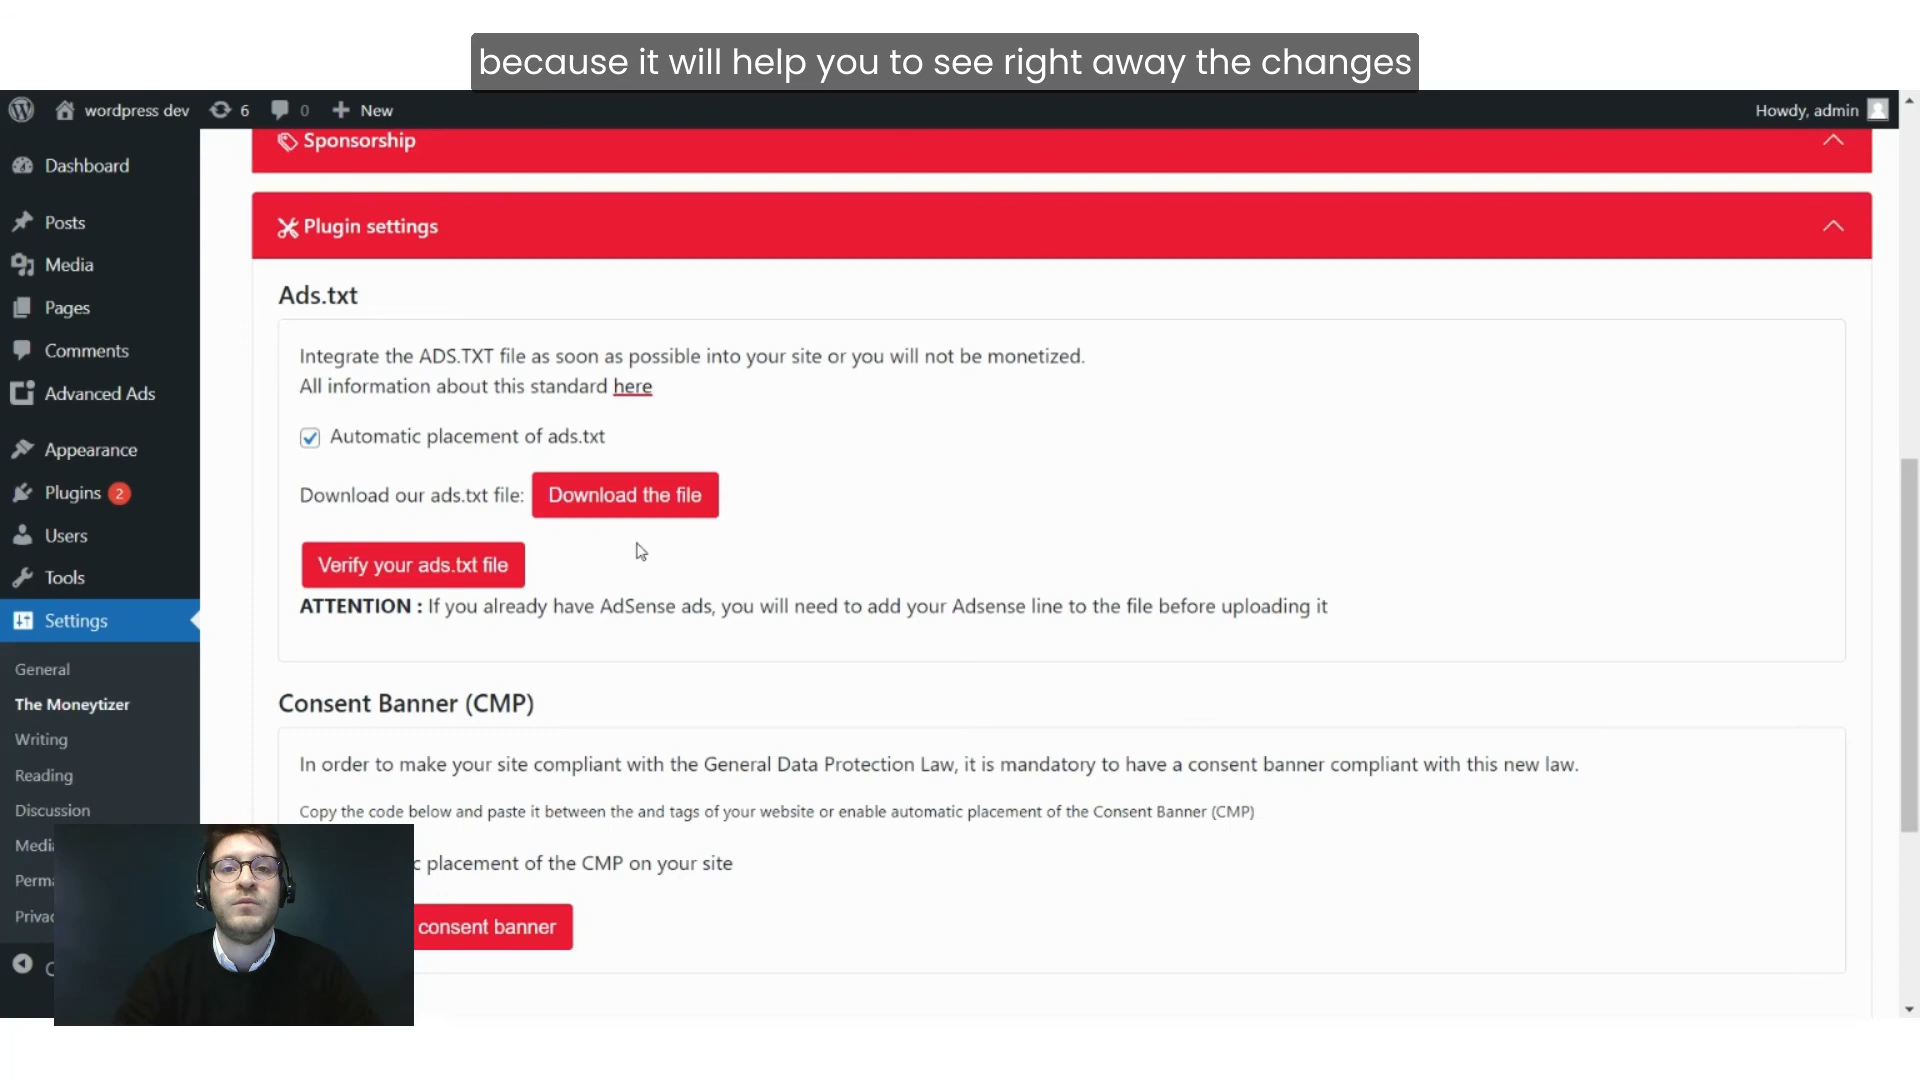 because it will help you to see right away the changes
wordpress dev 6 0 New Howdy, admin
Sponsorship
Dashboard
Posts
Media
Pages
Comments
Advanced Ads
Appearance
Plugins 2
Users
Tools
Settings
General
The Moneytizer
Writing
Reading
Discussion
Medi
Perma
Privac
Plugin settings
Ads.txt
Integrate the ADS.TXT file as soon as possible into your site or you will not be monetized.
All information about this standard here
Automatic placement of ads.txt
Download our ads.txt file: Download the file
Verify your ads.txt file
ATTENTION : If you already have AdSense ads, you will need to add your Adsense line to the file before uploading it
Consent Banner (CMP)
In order to make your site compliant with the General Data Protection Law, it is mandatory to have a consent banner compliant with this new law.
Copy the code below and paste it between the and tags of your website or enable automatic placement of the Consent Banner (CMP)
c placement of the CMP on your site
consent banner